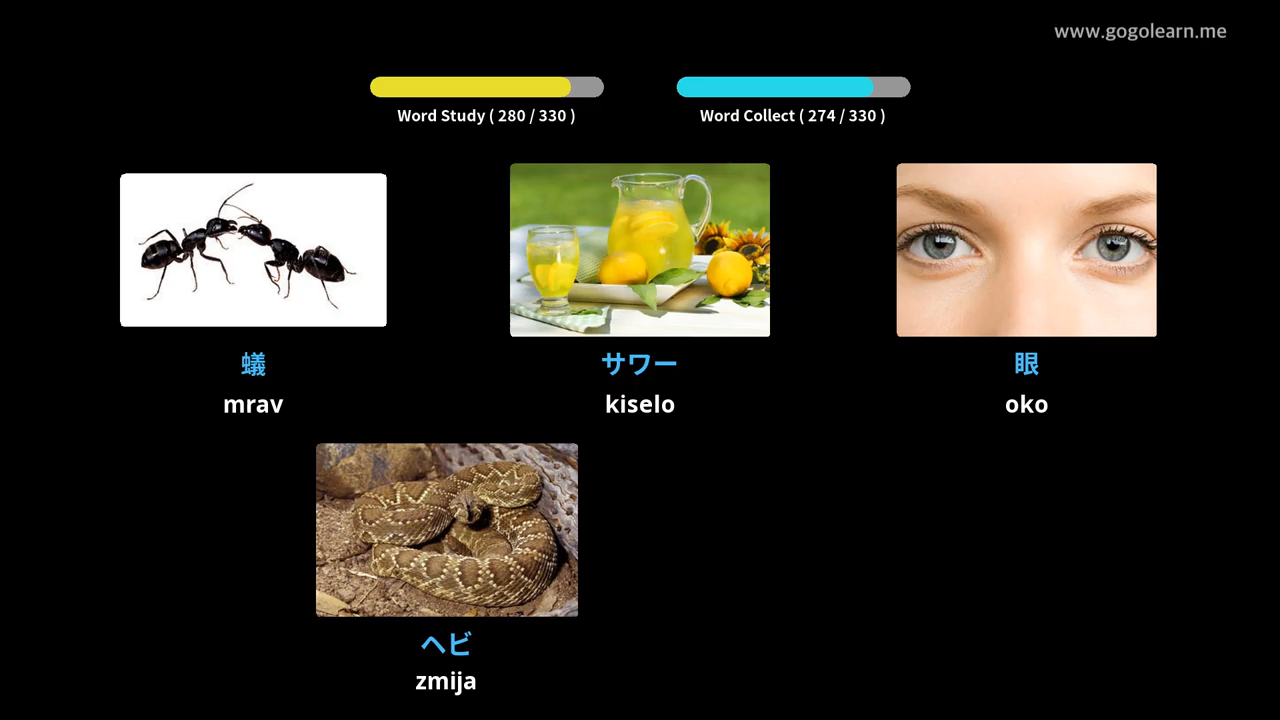 www.gogolearn.me
Word Study ( 280 / 330 )
Word Collect ( 274 / 330 )
蟻
mrav
サワー
kiselo
眼
oko
ヘビ
zmija